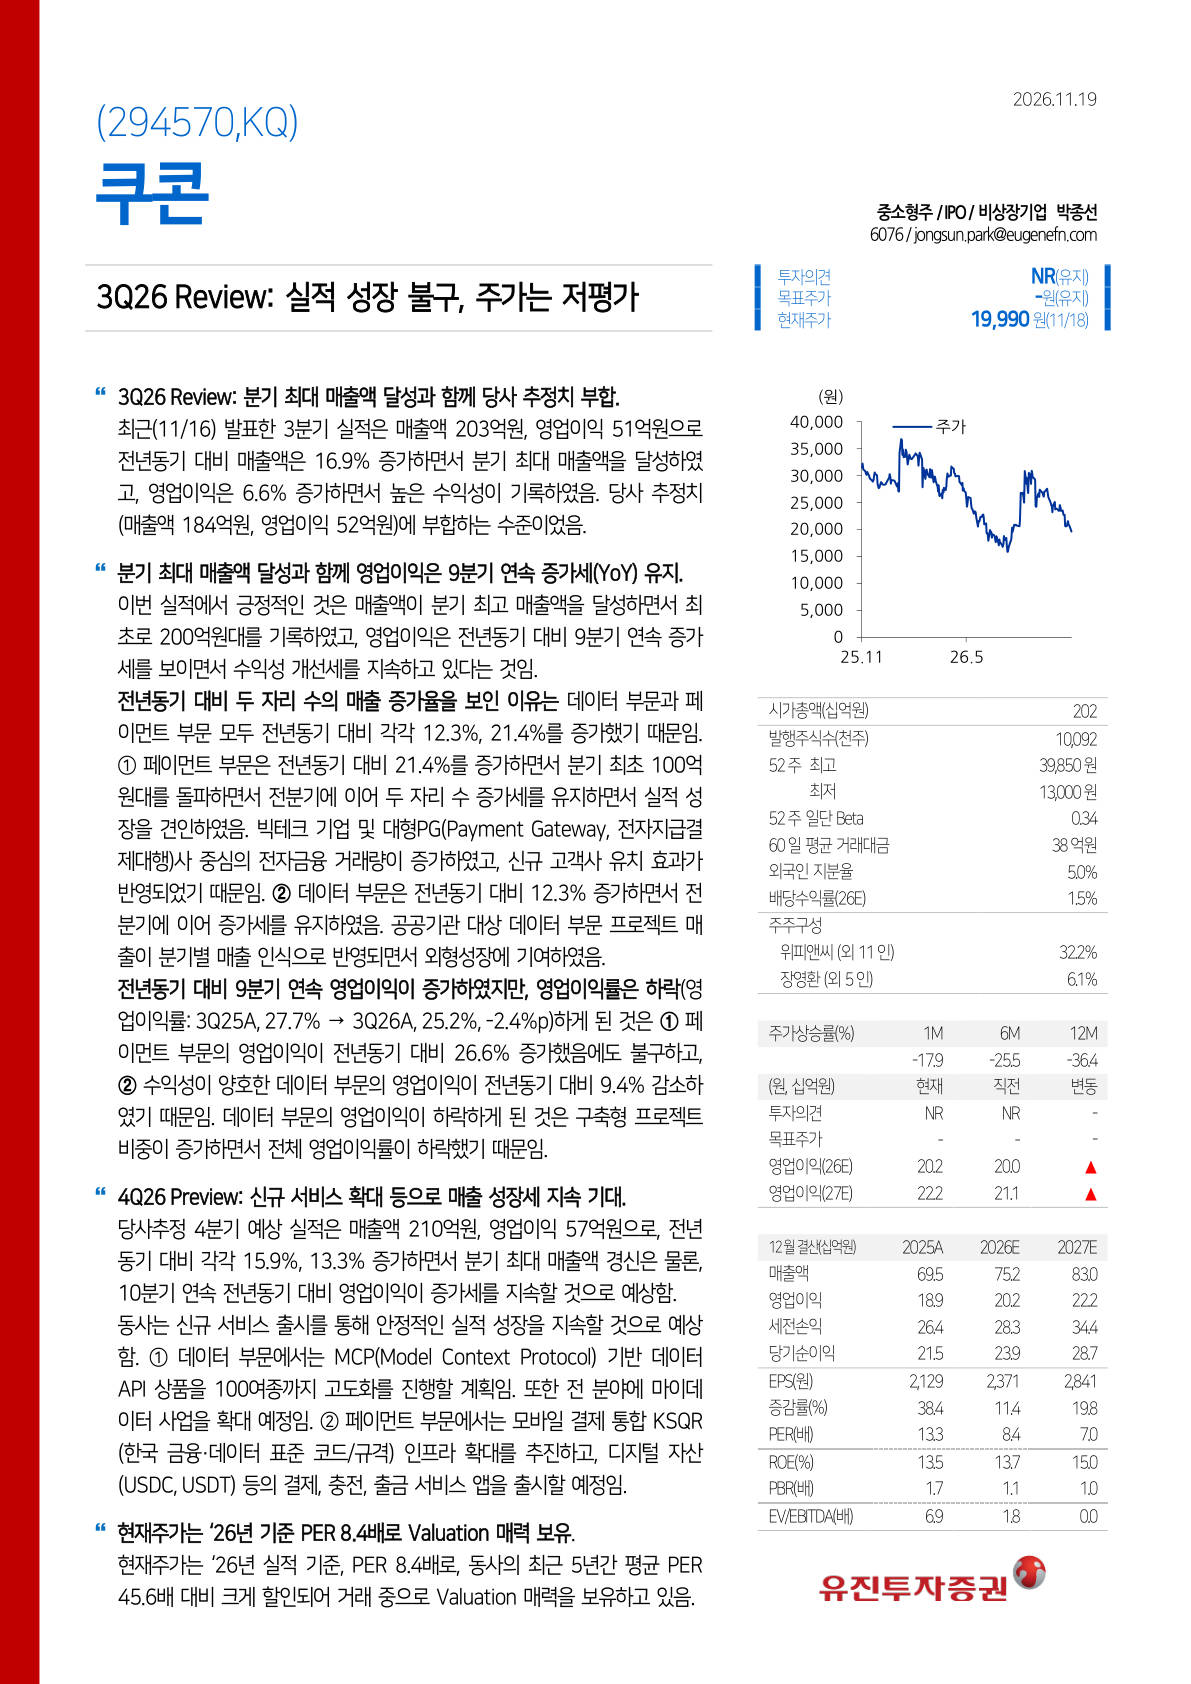 2026.11.19
(294570,KQ)
쿠콘
중소형주 / IPO / 비상장기업 박종선
6076 / jongsun.park@eugenefn.com
3Q26 Review: 실적 성장 불구, 주가는 저평가
투자의견 NR(유지)
목표주가 -원(유지)
현재주가 19,990 원(11/18)
“ 3Q26 Review: 분기 최대 매출액 달성과 함께 당사 추정치 부합.
최근(11/16) 발표한 3분기 실적은 매출액 203억원, 영업이익 51억원으로
전년동기 대비 매출액은 16.9% 증가하면서 분기 최대 매출액을 달성하였
고, 영업이익은 6.6% 증가하면서 높은 수익성이 기록하였음. 당사 추정치
(매출액 184억원, 영업이익 52억원)에 부합하는 수준이었음.
“ 분기 최대 매출액 달성과 함께 영업이익은 9분기 연속 증가세(YoY) 유지.
이번 실적에서 긍정적인 것은 매출액이 분기 최고 매출액을 달성하면서 최
초로 200억원대를 기록하였고, 영업이익은 전년동기 대비 9분기 연속 증가
세를 보이면서 수익성 개선세를 지속하고 있다는 것임.
전년동기 대비 두 자리 수의 매출 증가율을 보인 이유는 데이터 부문과 페
이먼트 부문 모두 전년동기 대비 각각 12.3%, 21.4%를 증가했기 때문임.
① 페이먼트 부문은 전년동기 대비 21.4%를 증가하면서 분기 최초 100억
원대를 돌파하면서 전분기에 이어 두 자리 수 증가세를 유지하면서 실적 성
장을 견인하였음. 빅테크 기업 및 대형PG(Payment Gateway, 전자지급결
제대행)사 중심의 전자금융 거래량이 증가하였고, 신규 고객사 유치 효과가
반영되었기 때문임. ② 데이터 부문은 전년동기 대비 12.3% 증가하면서 전
분기에 이어 증가세를 유지하였음. 공공기관 대상 데이터 부문 프로젝트 매
출이 분기별 매출 인식으로 반영되면서 외형성장에 기여하였음.
전년동기 대비 9분기 연속 영업이익이 증가하였지만, 영업이익률은 하락(영
업이익률: 3Q25A, 27.7% → 3Q26A, 25.2%, -2.4%p)하게 된 것은 ① 페
이먼트 부문의 영업이익이 전년동기 대비 26.6% 증가했음에도 불구하고,
② 수익성이 양호한 데이터 부문의 영업이익이 전년동기 대비 9.4% 감소하
였기 때문임. 데이터 부문의 영업이익이 하락하게 된 것은 구축형 프로젝트
비중이 증가하면서 전체 영업이익률이 하락했기 때문임.
“ 4Q26 Preview: 신규 서비스 확대 등으로 매출 성장세 지속 기대.
당사추정 4분기 예상 실적은 매출액 210억원, 영업이익 57억원으로, 전년
동기 대비 각각 15.9%, 13.3% 증가하면서 분기 최대 매출액 경신은 물론,
10분기 연속 전년동기 대비 영업이익이 증가세를 지속할 것으로 예상함.
동사는 신규 서비스 출시를 통해 안정적인 실적 성장을 지속할 것으로 예상
함. ① 데이터 부문에서는 MCP(Model Context Protocol) 기반 데이터
API 상품을 100여종까지 고도화를 진행할 계획임. 또한 전 분야에 마이데
이터 사업을 확대 예정임. ② 페이먼트 부문에서는 모바일 결제 통합 KSQR
(한국 금융·데이터 표준 코드/규격) 인프라 확대를 추진하고, 디지털 자산
(USDC, USDT) 등의 결제, 충전, 출금 서비스 앱을 출시할 예정임.
“ 현재주가는 ‘26년 기준 PER 8.4배로 Valuation 매력 보유.
현재주가는 ‘26년 실적 기준, PER 8.4배로, 동사의 최근 5년간 평균 PER
45.6배 대비 크게 할인되어 거래 중으로 Valuation 매력을 보유하고 있음.
(원)
40,000
35,000
30,000
25,000
20,000
15,000
10,000
5,000
0
주가
25.11 26.5
시가총액(십억원) 202
발행주식수(천주) 10,092
52주 최고 39,850 원
최저 13,000 원
52주 일단 Beta 0.34
60일 평균 거래대금 38 억원
외국인 지분율 5.0%
배당수익률(26E) 1.5%
주주구성
위피앤씨 (외 11 인) 32.2%
장영환 (외 5 인) 6.1%
주가상승률(%) 1M 6M 12M
-17.9 -25.5 -36.4
(원, 십억원) 현재 직전 변동
투자의견 NR NR -
목표주가 - - -
영업이익(26E) 20.2 20.0 ▲
영업이익(27E) 22.2 21.1 ▲
12월 결산(십억원) 2025A 2026E 2027E
매출액 69.5 75.2 83.0
영업이익 18.9 20.2 22.2
세전손익 26.4 28.3 34.4
당기순이익 21.5 23.9 28.7
EPS(원) 2,129 2,371 2,841
증감률(%) 38.4 11.4 19.8
PER(배) 13.3 8.4 7.0
ROE(%) 13.5 13.7 15.0
PBR(배) 1.7 1.1 1.0
EV/EBITDA(배) 6.9 1.8 0.0
유진투자증권